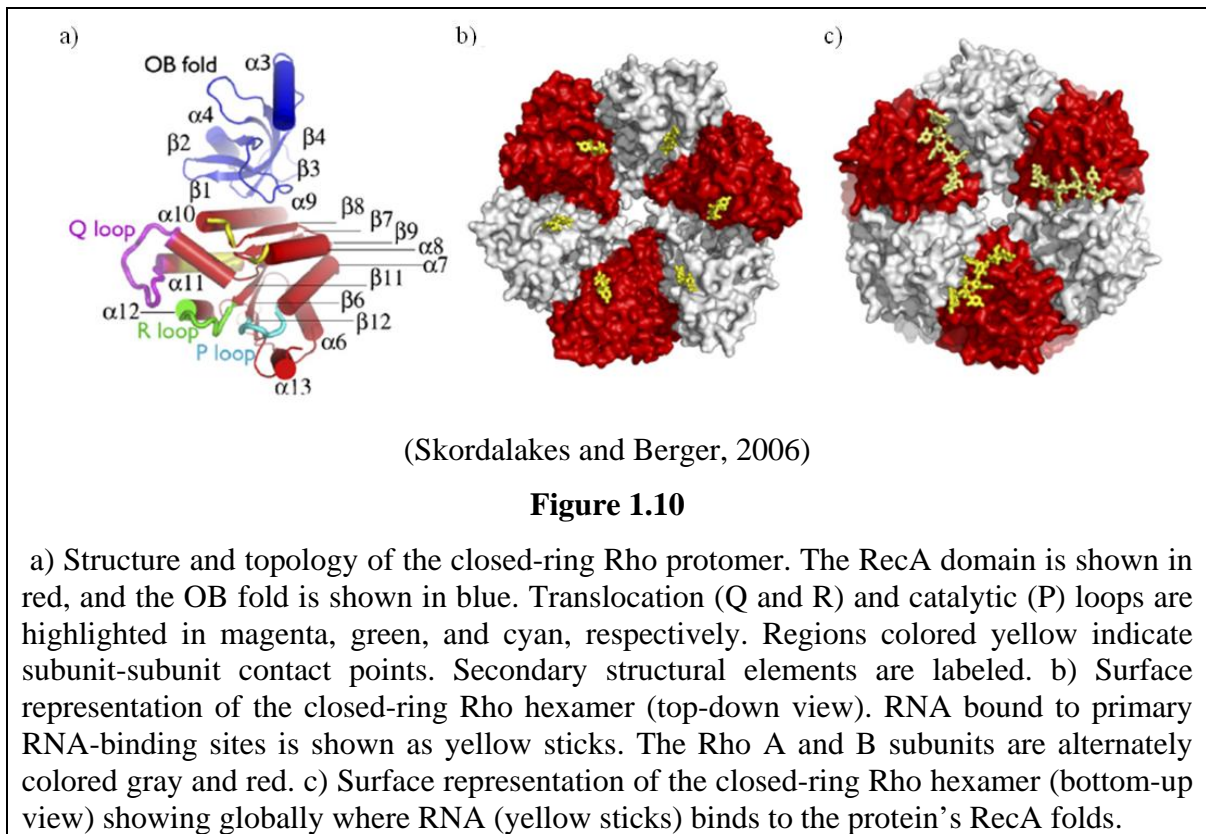 a)
b)
c)
OB fold
α3
α4
β2
β4
β3
β1
α9
α10
β8
β7
Q loop
β9
α8
α7
α11
β11
α12
β6
R loop
β12
P loop
α6
α13
(Skordalakes and Berger, 2006)
Figure 1.10
a) Structure and topology of the closed-ring Rho protomer. The RecA domain is shown in
red, and the OB fold is shown in blue. Translocation (Q and R) and catalytic (P) loops are
highlighted in magenta, green, and cyan, respectively. Regions colored yellow indicate
subunit-subunit contact points. Secondary structural elements are labeled. b) Surface
representation of the closed-ring Rho hexamer (top-down view). RNA bound to primary
RNA-binding sites is shown as yellow sticks. The Rho A and B subunits are alternately
colored gray and red. c) Surface representation of the closed-ring Rho hexamer (bottom-up
view) showing globally where RNA (yellow sticks) binds to the protein’s RecA folds.